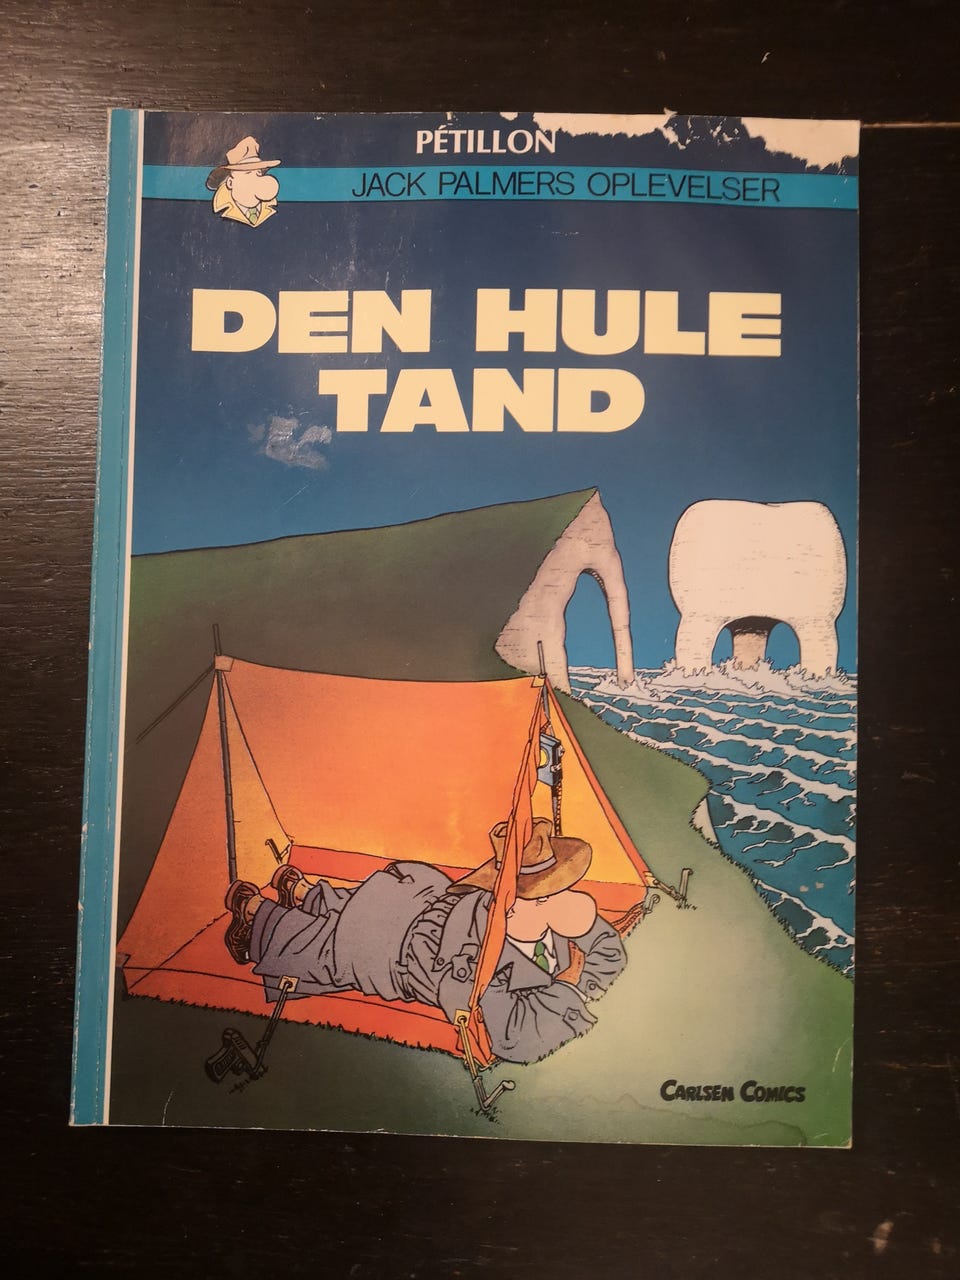 PÉTILLON
JACK PALMERS OPLEVELSER
DEN HULE
TAND
CARLSEN COMICS